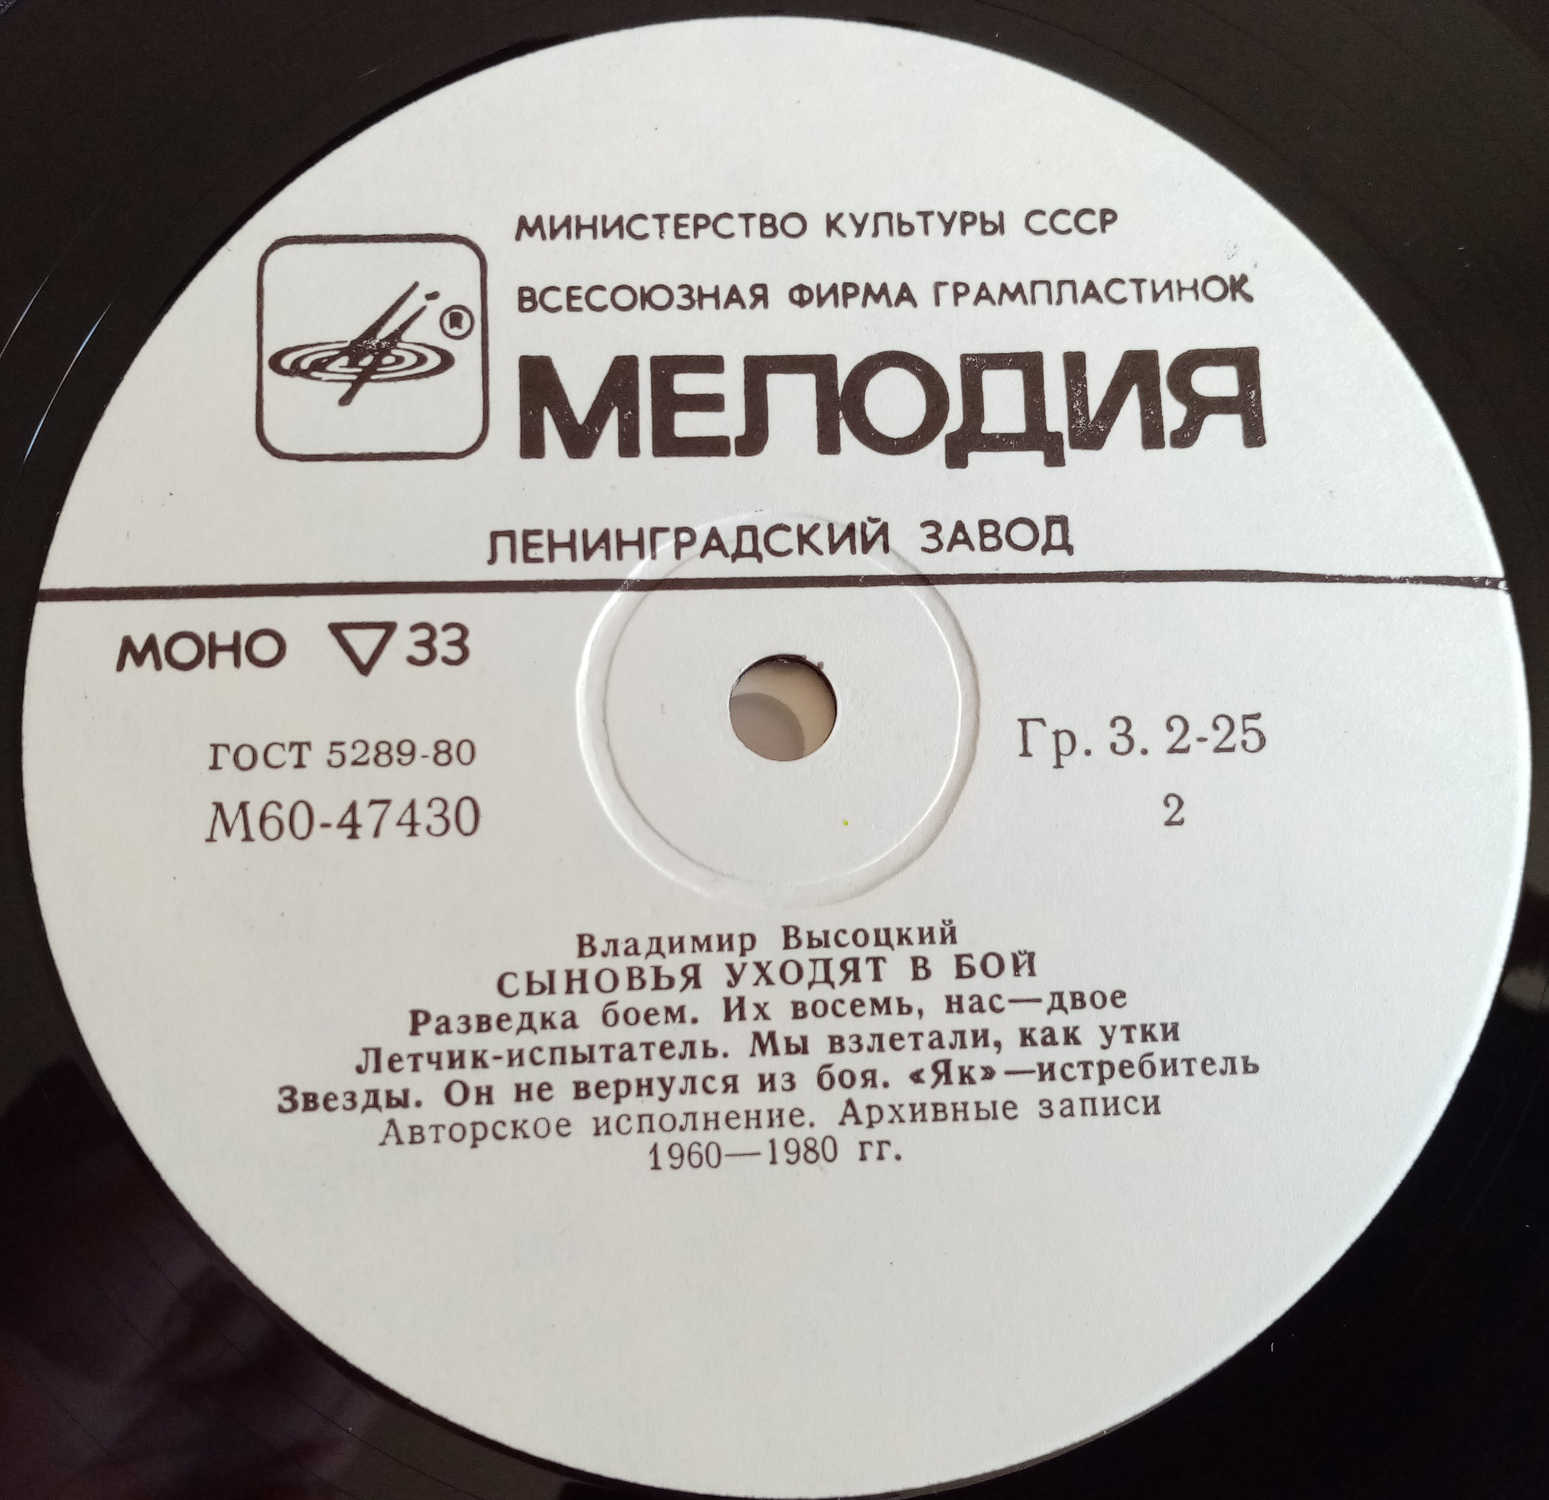 МИНИСТЕРСТВО КУЛЬТУРЫ СССР
ВСЕСОЮЗНАЯ ФИРМА ГРАМПЛАСТИНОК
®
МЕЛОДИЯ
ЛЕНИНГРАДСКИЙ ЗАВОД
МОНО ▽ 33
ГОСТ 5289-80
М60-47430
Гр. 3. 2-25
2
Владимир Высоцкий
СЫНОВЬЯ УХОДЯТ В БОЙ
Разведка боем. Их восемь, нас—двое
Летчик-испытатель. Мы взлетали, как утки
Звезды. Он не вернулся из боя. «Як»—истребитель
Авторское исполнение. Архивные записи
1960—1980 гг.